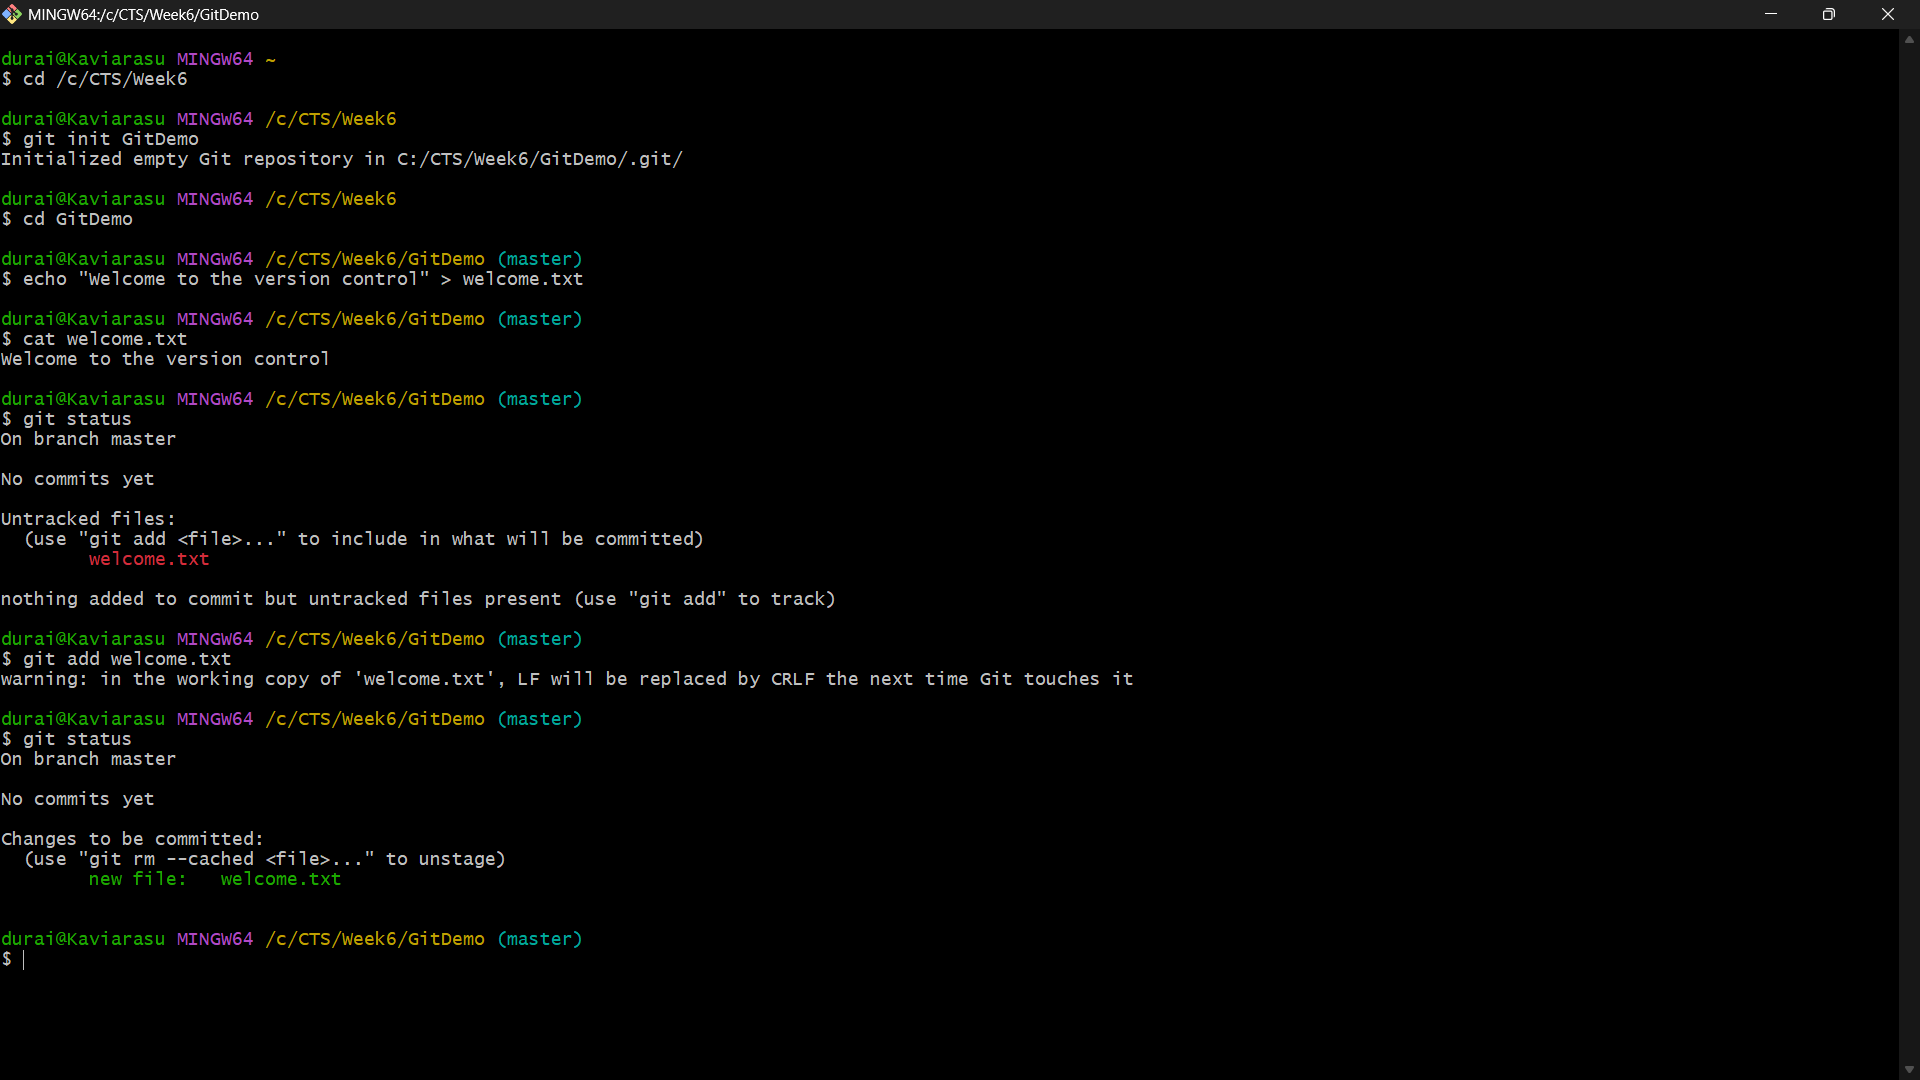 MINGW64:/c/CTS/Week6/GitDemo
durai@Kaviarasu MINGW64 ~
$ cd /c/CTS/Week6
durai@Kaviarasu MINGW64 /c/CTS/Week6
$ git init GitDemo
Initialized empty Git repository in C:/CTS/Week6/GitDemo/.git/
durai@Kaviarasu MINGW64 /c/CTS/Week6
$ cd GitDemo
durai@Kaviarasu MINGW64 /c/CTS/Week6/GitDemo (master)
$ echo "Welcome to the version control" > welcome.txt
durai@Kaviarasu MINGW64 /c/CTS/Week6/GitDemo (master)
$ cat welcome.txt
Welcome to the version control
durai@Kaviarasu MINGW64 /c/CTS/Week6/GitDemo (master)
$ git status
On branch master
No commits yet
Untracked files:
  (use "git add <file>..." to include in what will be committed)
        welcome.txt
nothing added to commit but untracked files present (use "git add" to track)
durai@Kaviarasu MINGW64 /c/CTS/Week6/GitDemo (master)
$ git add welcome.txt
warning: in the working copy of 'welcome.txt', LF will be replaced by CRLF the next time Git touches it
durai@Kaviarasu MINGW64 /c/CTS/Week6/GitDemo (master)
$ git status
On branch master
No commits yet
Changes to be committed:
  (use "git rm --cached <file>..." to unstage)
        new file:   welcome.txt
durai@Kaviarasu MINGW64 /c/CTS/Week6/GitDemo (master)
$